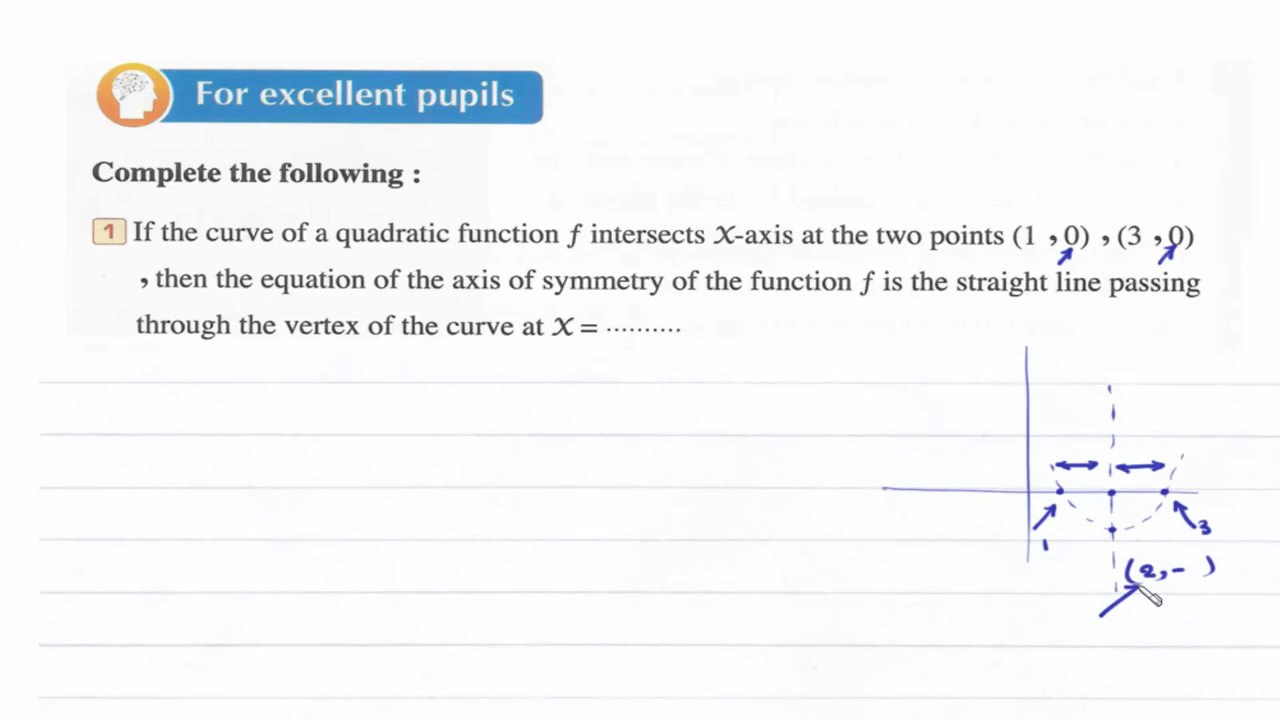 For excellent pupils
Complete the following :
1 If the curve of a quadratic function f intersects X-axis at the two points (1 , 0) , (3 , 0)
, then the equation of the axis of symmetry of the function f is the straight line passing
through the vertex of the curve at X = ..........
3
1
(2, - )